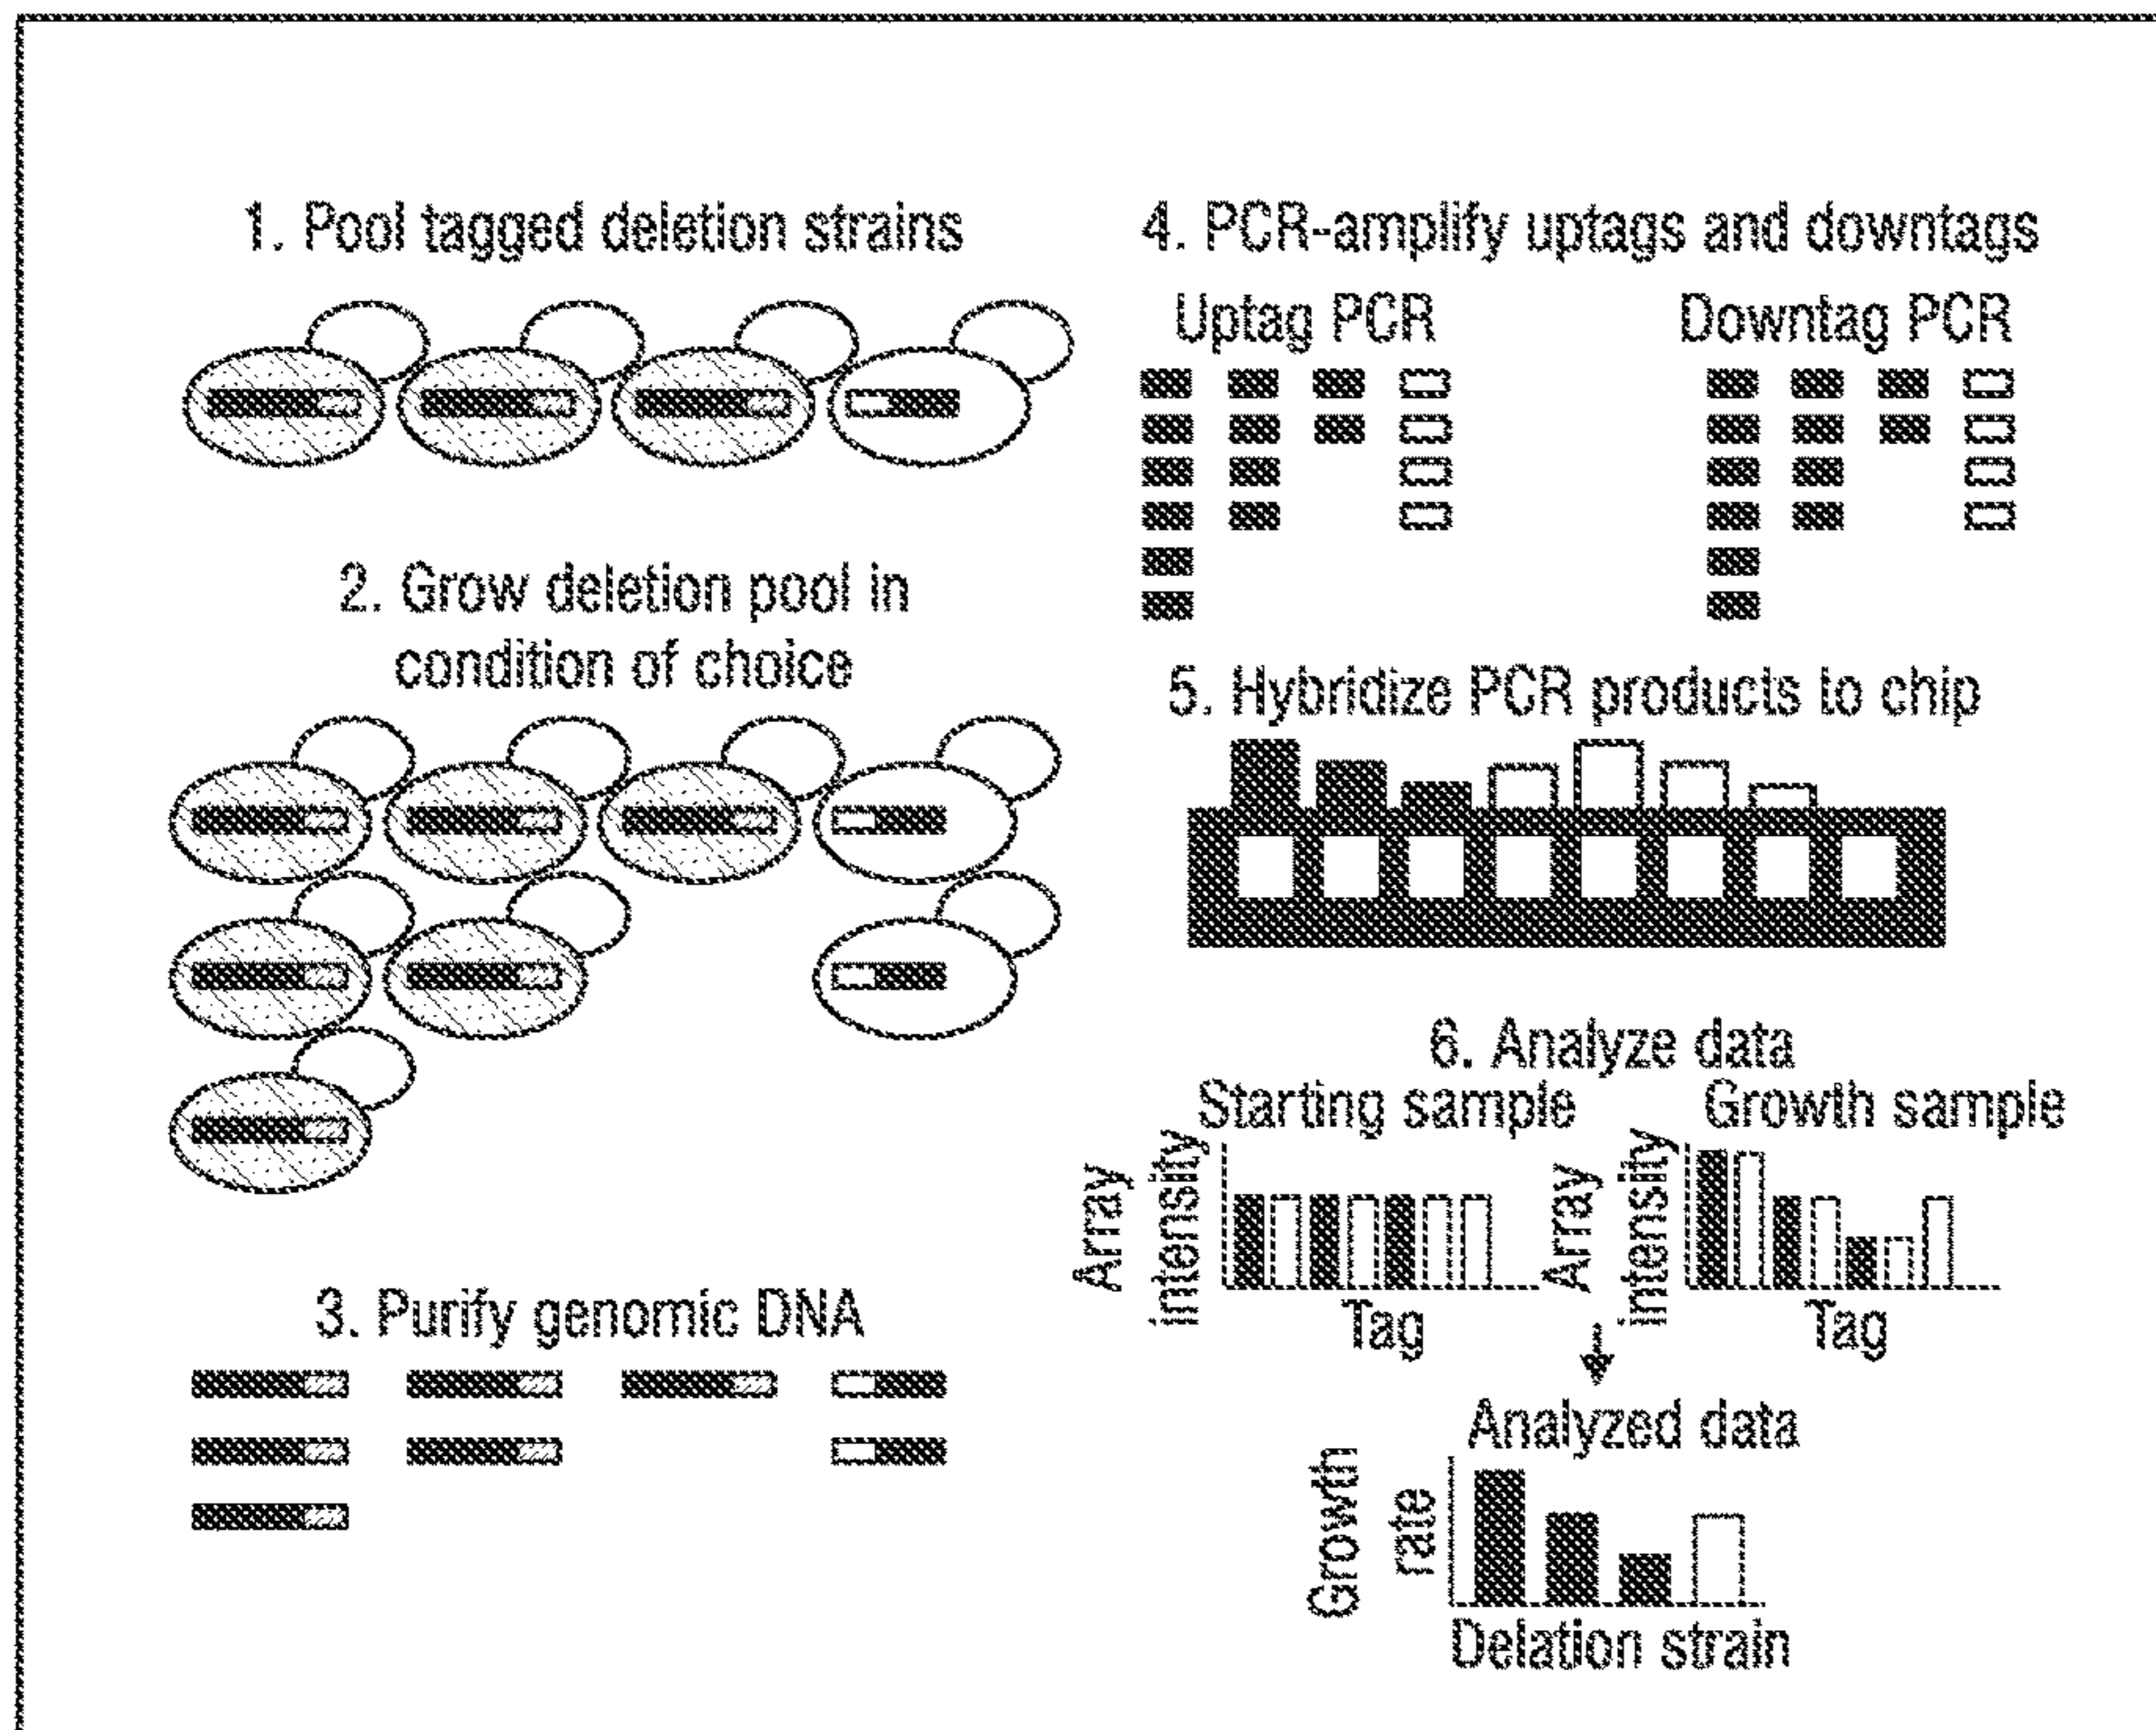 1. Pool tagged deletion strains
2. Grow deletion pool in
condition of choice
3. Purify genomic DNA
4. PCR-amplify uptags and downtags
Uptag PCR
Downtag PCR
5. Hybridize PCR products to chip
6. Analyze data
Starting sample
Array
intensity
Tag
Growth sample
Array
intensity
Tag
Analyzed data
Growth
rate
Delation strain